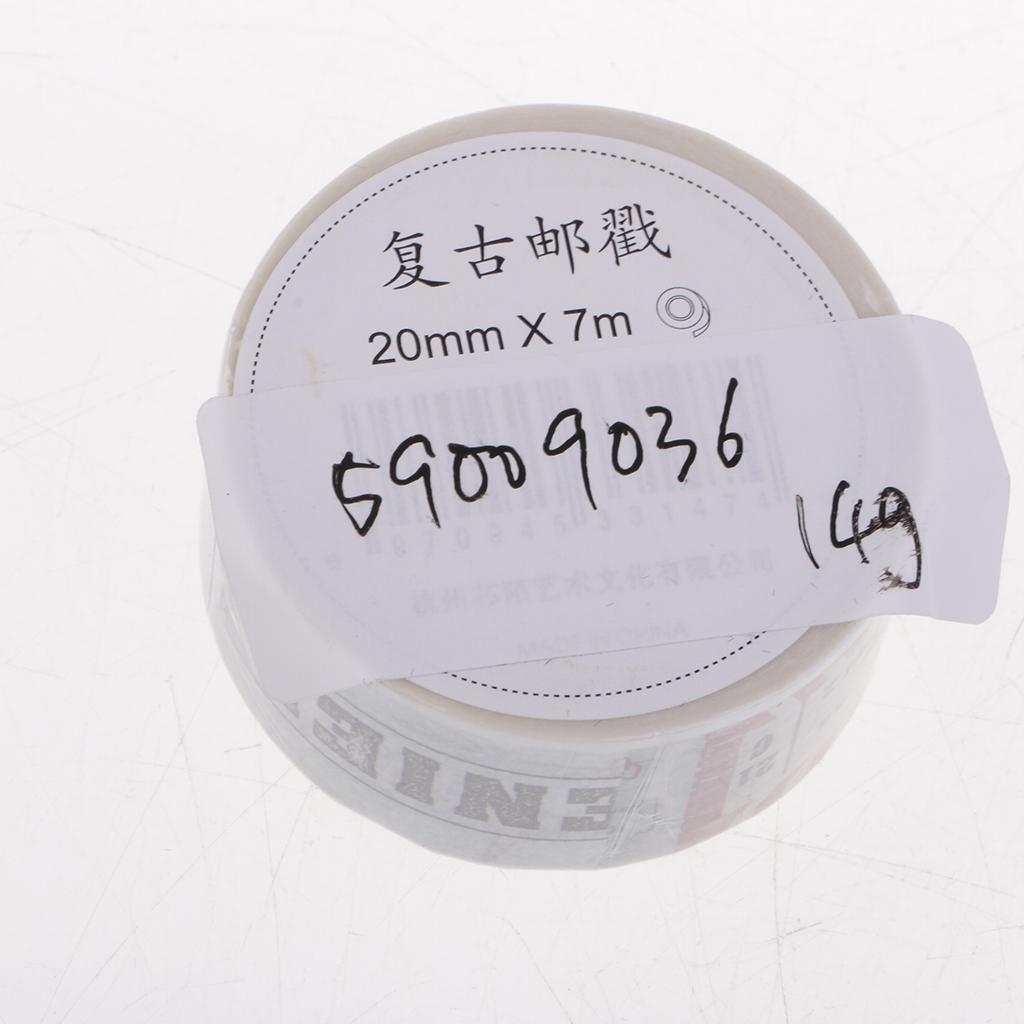 复古邮戳
20mm X 7m
59009036
14g
870845331474
杭州芯陌艺术文化有限公司
MADE IN CHINA